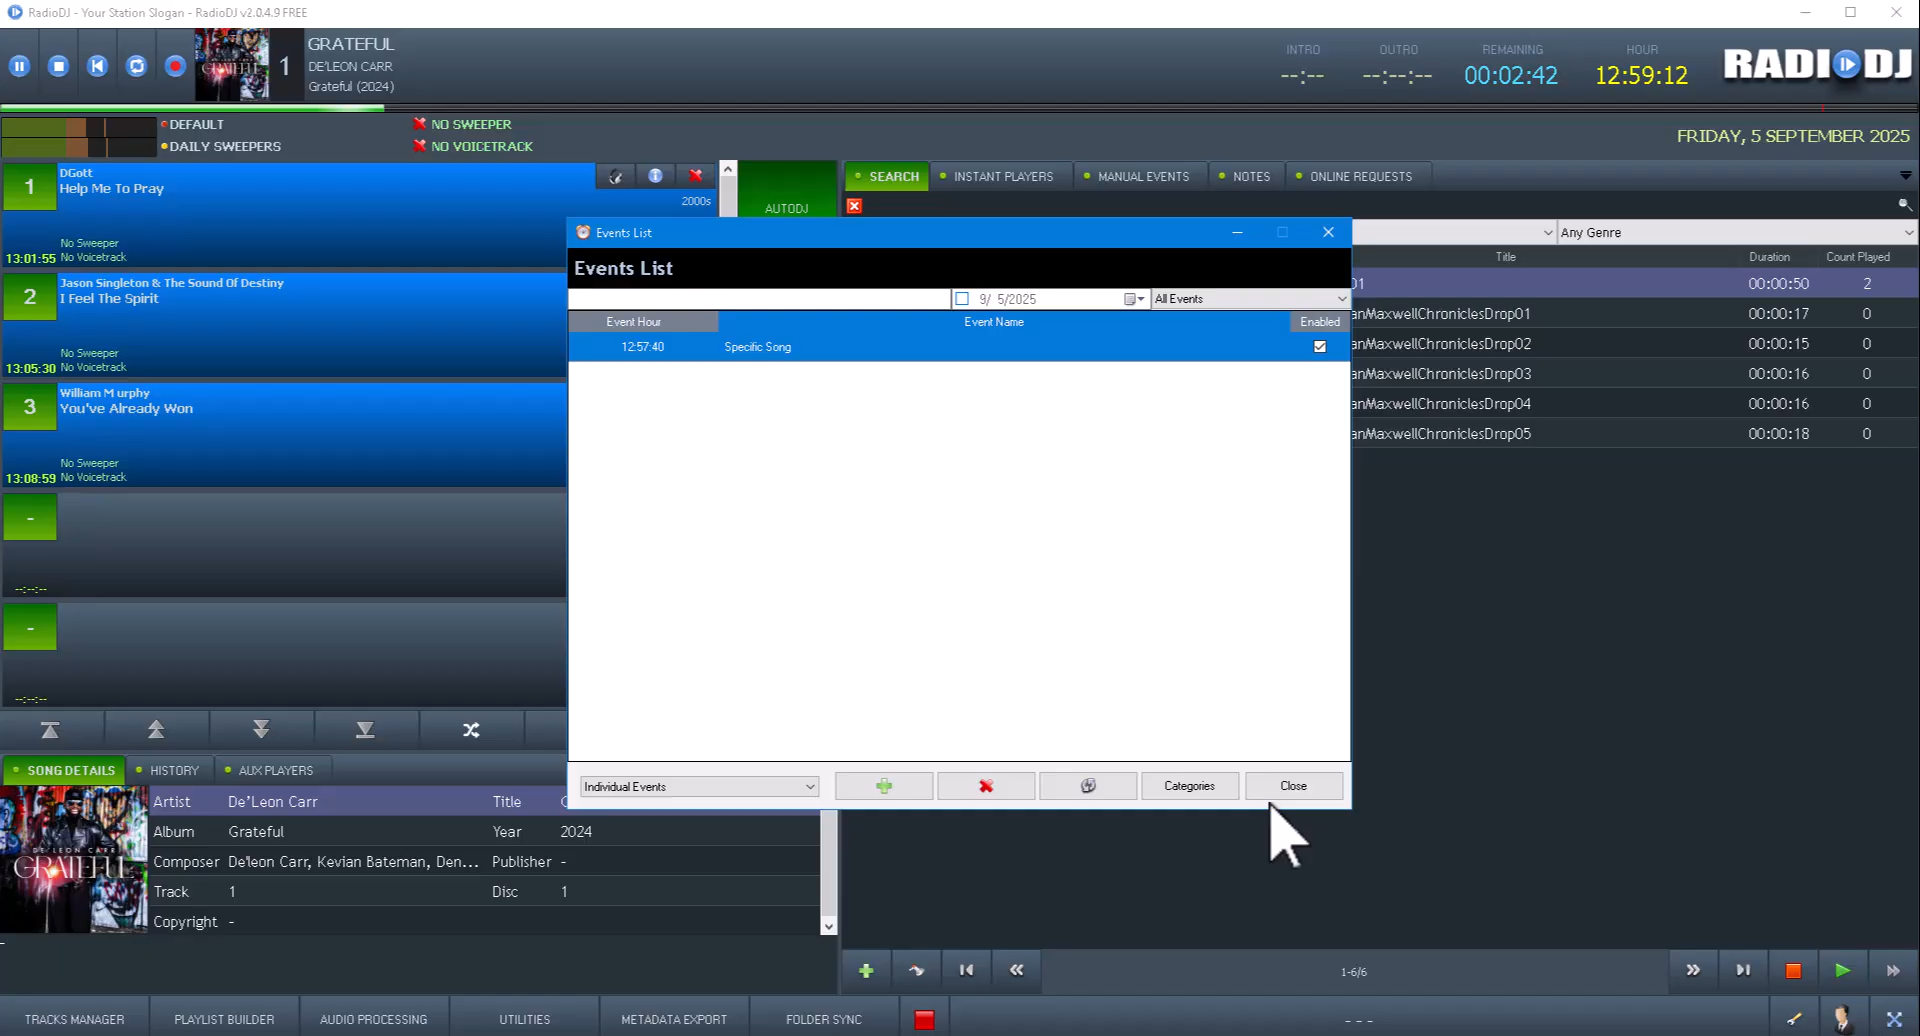 RadioDJ - Your Station Slogan - RadioDJ v2.0.4.9 FREE
1
GRATEFUL
DE'LEON CARR
Grateful (2024)
INTRO
--:--
OUTRO
--:--:--
REMAINING
00:02:42
HOUR
12:59:12
RADIODJ
DEFAULT
DAILY SWEEPERS
NO SWEEPER
NO VOICETRACK
FRIDAY, 5 SEPTEMBER 2025
1
DGott
Help Me To Pray
2000s
No Sweeper
13:01:55 No Voicetrack
2
Jason Singleton & The Sound Of Destiny
I Feel The Spirit
No Sweeper
13:05:30 No Voicetrack
3
William Murphy
You've Already Won
No Sweeper
13:08:59 No Voicetrack
-
--:--:--
-
--:--:--
AUTODJ
SEARCH INSTANT PLAYERS MANUAL EVENTS NOTES ONLINE REQUESTS
Any Genre
Title Duration Count Played
01 00:00:50 2
anMaxwellChroniclesDrop01 00:00:17 0
anMaxwellChroniclesDrop02 00:00:15 0
anMaxwellChroniclesDrop03 00:00:16 0
anMaxwellChroniclesDrop04 00:00:16 0
anMaxwellChroniclesDrop05 00:00:18 0
Events List
Events List
9/ 5/2025 All Events
Event Hour Event Name Enabled
12:57:40 Specific Song
Individual Events Categories Close
SONG DETAILS HISTORY AUX PLAYERS
DE'LEON CARR
GRATEFUL
Artist De'Leon Carr Title
Album Grateful Year 2024
Composer De'leon Carr, Kevian Bateman, Den... Publisher -
Track 1 Disc 1
Copyright -
1-6/6
TRACKS MANAGER PLAYLIST BUILDER AUDIO PROCESSING UTILITIES METADATA EXPORT FOLDER SYNC - - -